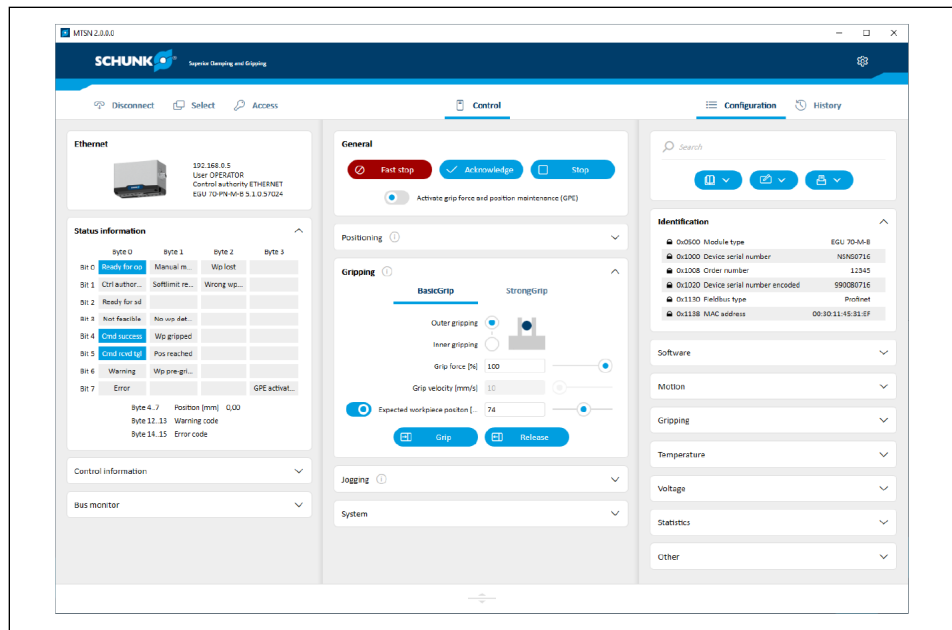 MTSN 2.0.0.0
SCHUNK
Superior Clamping and Gripping
Disconnect Select Access
Control
Configuration History
Ethernet
192.168.0.5
User OPERATOR
Control authority ETHERNET
EGU 70-PN-M-B 5.1.0.57024
Status information
Byte 0 Byte 1 Byte 2 Byte 3
Bit 0 Ready for op Manual m... Wp lost
Bit 1 Ctrl author... Softlimit re... Wrong wp...
Bit 2 Ready for sd
Bit 3 Not feasible No wp det...
Bit 4 Cmd success Wp gripped
Bit 5 Cmd rcvd tgl Pos reached
Bit 6 Warning Wp pre-gri...
Bit 7 Error GPE activat...
Byte 4..7 Position [mm] 0,00
Byte 12..13 Warning code
Byte 14..15 Error code
Control information
Bus monitor
General
Fast stop Acknowledge Stop
Activate grip force and position maintenance (GPE)
Positioning
Gripping
BasicGrip StrongGrip
Outer gripping
Inner gripping
Grip force [%] 100
Grip velocity [mm/s] 10
Expected workpiece positon [... 74
Grip Release
Jogging
System
Search
Identification
0x0500 Module type EGU 70-M-B
0x1000 Device serial number NSNS0716
0x1008 Order number 12345
0x1020 Device serial number encoded 990080716
0x1130 Fieldbus type Profinet
0x1138 MAC address 00:30:11:45:31:EF
Software
Motion
Gripping
Temperature
Voltage
Statistics
Other